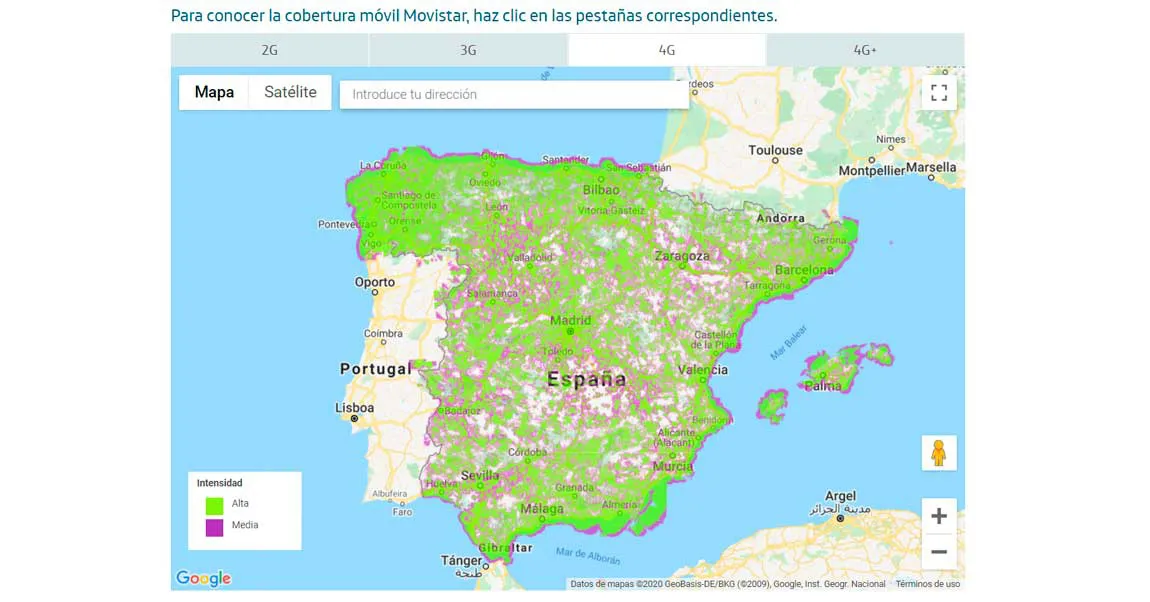 Para conocer la cobertura móvil Movistar, haz clic en las pestañas correspondientes.
2G
3G
4G
4G+
Mapa
Satélite
Introduce tu dirección
Toulouse
Nimes
Montpellier
Marsella
La Coruña
Gijón
Santander
San Sebastián
Oviedo
Bilbao
Santiago de
Compostela
León
Vitoria-Gasteiz
Andorra
Pontevedra
Orense
Vigo
Gerona
Valladolid
Zaragoza
Barcelona
Oporto
Salamanca
Tarragona
Madrid
Coímbra
Castellón
de la Plana
Mar Balear
Toledo
Portugal
España
Valencia
Palma
Lisboa
Badajoz
Benidorm
Alicante
(Alacant)
Córdoba
Murcia
Sevilla
Huelva
Granada
Albufeira
Faro
Almería
Málaga
Argel
مدينة الجزائر
Gibraltar
Mar de Alborán
Tánger
طنجة
Intensidad
Alta
Media
Google
Datos de mapas ©2020 GeoBasis-DE/BKG (©2009), Google, Inst. Geogr. Nacional
Términos de uso